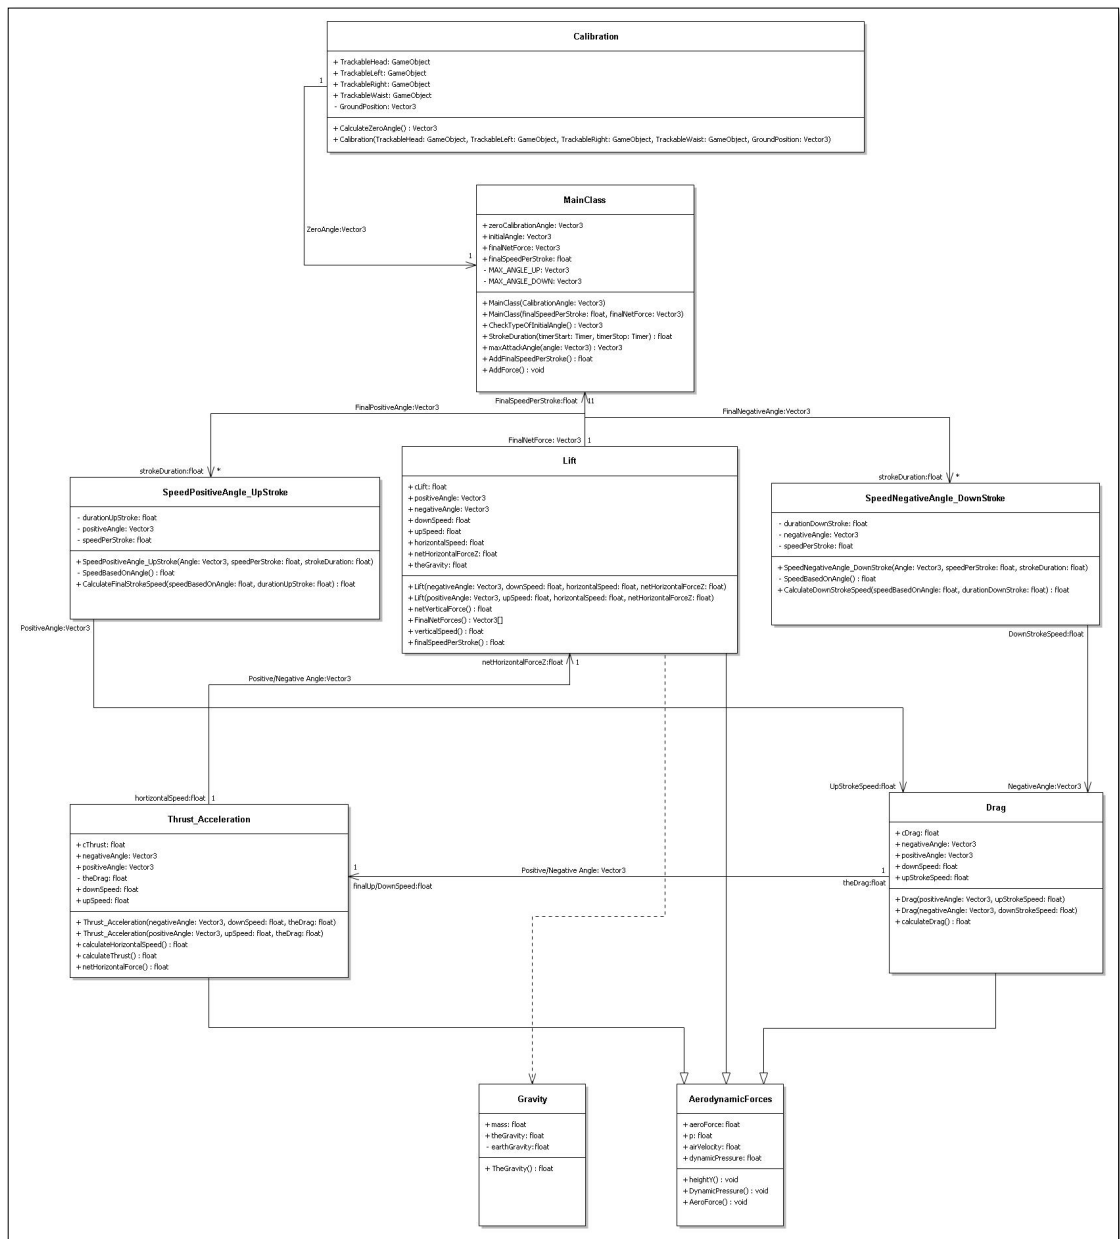 Calibration
+ TrackableHead: GameObject
+ TrackableLeft: GameObject
+ TrackableRight: GameObject
+ TrackableWaist: GameObject
- GroundPosition: Vector3
+ CalculateZeroAngle() : Vector3
+ Calibration(TrackableHead: GameObject, TrackableLeft: GameObject, TrackableRight: GameObject, TrackableWaist: GameObject, GroundPosition: Vector3)
1
ZeroAngle:Vector3
1
MainClass
+ zeroCalibrationAngle: Vector3
+ initialAngle: Vector3
+ finalNetForce: Vector3
+ finalSpeedPerStroke: float
- MAX_ANGLE_UP: Vector3
- MAX_ANGLE_DOWN: Vector3
+ MainClass(CalibrationAngle: Vector3)
+ MainClass(finalSpeedPerStroke: float, finalNetForce: Vector3)
+ CheckTypeOfInitialAngle() : Vector3
+ StrokeDuration(timerStart: Timer, timerStop: Timer) : float
+ maxAttackAngle(angle: Vector3) : Vector3
+ AddFinalSpeedPerStroke() : float
+ AddForce() : void
FinalSpeedPerStroke:float
11
FinalPositiveAngle:Vector3
FinalNegativeAngle:Vector3
FinalNetForce: Vector3
1
strokeDuration:float
*
strokeDuration:float
*
SpeedPositiveAngle_UpStroke
- durationUpStroke: float
- positiveAngle: Vector3
- speedPerStroke: float
+ SpeedPositiveAngle_UpStroke(Angle: Vector3, speedPerStroke: float, strokeDuration: float)
- SpeedBasedOnAngle() : float
+ CalculateFinalStrokeSpeed(speedBasedOnAngle: float, durationUpStroke: float) : float
PositiveAngle:Vector3
Lift
+ cLift: float
+ positiveAngle: Vector3
+ negativeAngle: Vector3
+ downSpeed: float
+ upSpeed: float
+ horizontalSpeed: float
+ netHorizontalForceZ: float
+ theGravity: float
+ Lift(negativeAngle: Vector3, downSpeed: float, horizontalSpeed: float, netHorizontalForceZ: float)
+ Lift(positiveAngle: Vector3, upSpeed: float, horizontalSpeed: float, netHorizontalForceZ: float)
+ netVerticalForce() : float
+ FinalNetForces() : Vector3[]
+ verticalSpeed() : float
+ finalSpeedPerStroke() : float
netHorizontalForceZ:float
1
SpeedNegativeAngle_DownStroke
- durationDownStroke: float
- negativeAngle: Vector3
- speedPerStroke: float
+ SpeedNegativeAngle_DownStroke(Angle: Vector3, speedPerStroke: float, strokeDuration: float)
- SpeedBasedOnAngle() : float
+ CalculateDownStrokeSpeed(speedBasedOnAngle: float, durationDownStroke: float) : float
DownStrokeSpeed:float
Positive/Negative Angle:Vector3
hortizontalSpeed:float
1
UpStrokeSpeed:float
NegativeAngle:Vector3
Thrust_Acceleration
+ cThrust: float
+ negativeAngle: Vector3
+ positiveAngle: Vector3
- theDrag: float
+ downSpeed: float
+ upSpeed: float
+ Thrust_Acceleration(negativeAngle: Vector3, downSpeed: float, theDrag: float)
+ Thrust_Acceleration(positiveAngle: Vector3, upSpeed: float, theDrag: float)
+ calculateHorizontalSpeed() : float
+ calculateThrust() : float
+ netHorizontalForce() : float
1
finalUp/DownSpeed:float
Positive/Negative Angle: Vector3
1
theDrag:float
Drag
+ cDrag: float
+ negativeAngle: Vector3
+ positiveAngle: Vector3
+ downSpeed: float
+ upStrokeSpeed: float
+ Drag(positiveAngle: Vector3, upStrokeSpeed: float)
+ Drag(negativeAngle: Vector3, downStrokeSpeed: float)
+ calculateDrag() : float
Gravity
+ mass: float
+ theGravity: float
- earthGravity:float
+ TheGravity() : float
AerodynamicForces
+ aeroForce: float
+ p: float
+ airVelocity: float
+ dynamicPressure: float
+ heightY() : void
+ DynamicPressure() : void
+ AeroForce() : void